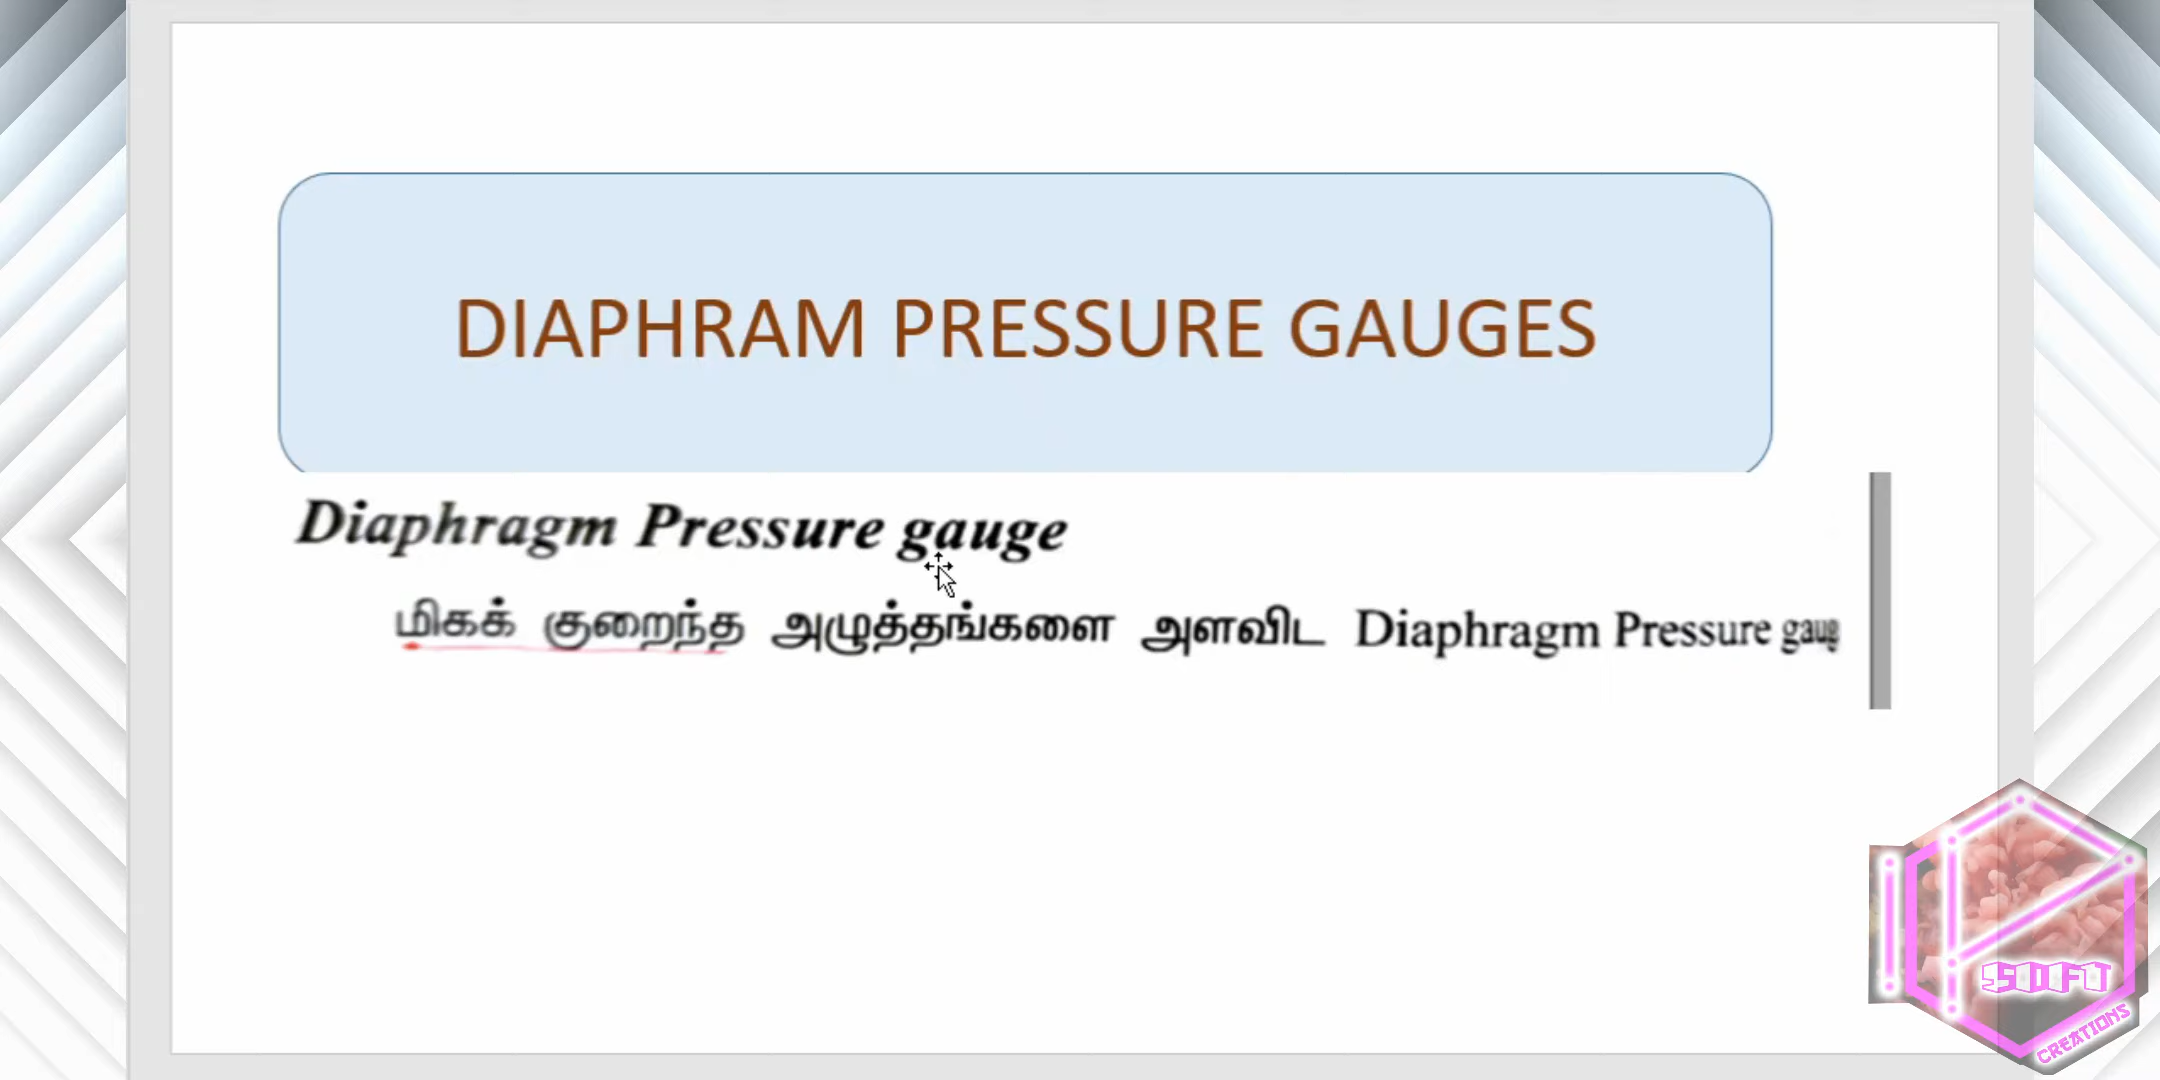 DIAPHRAM PRESSURE GAUGES
Diaphragm Pressure gauge
மிகக் குறைந்த அழுத்தங்களை அளவிட Diaphragm Pressure
SOFT
CREATIONS